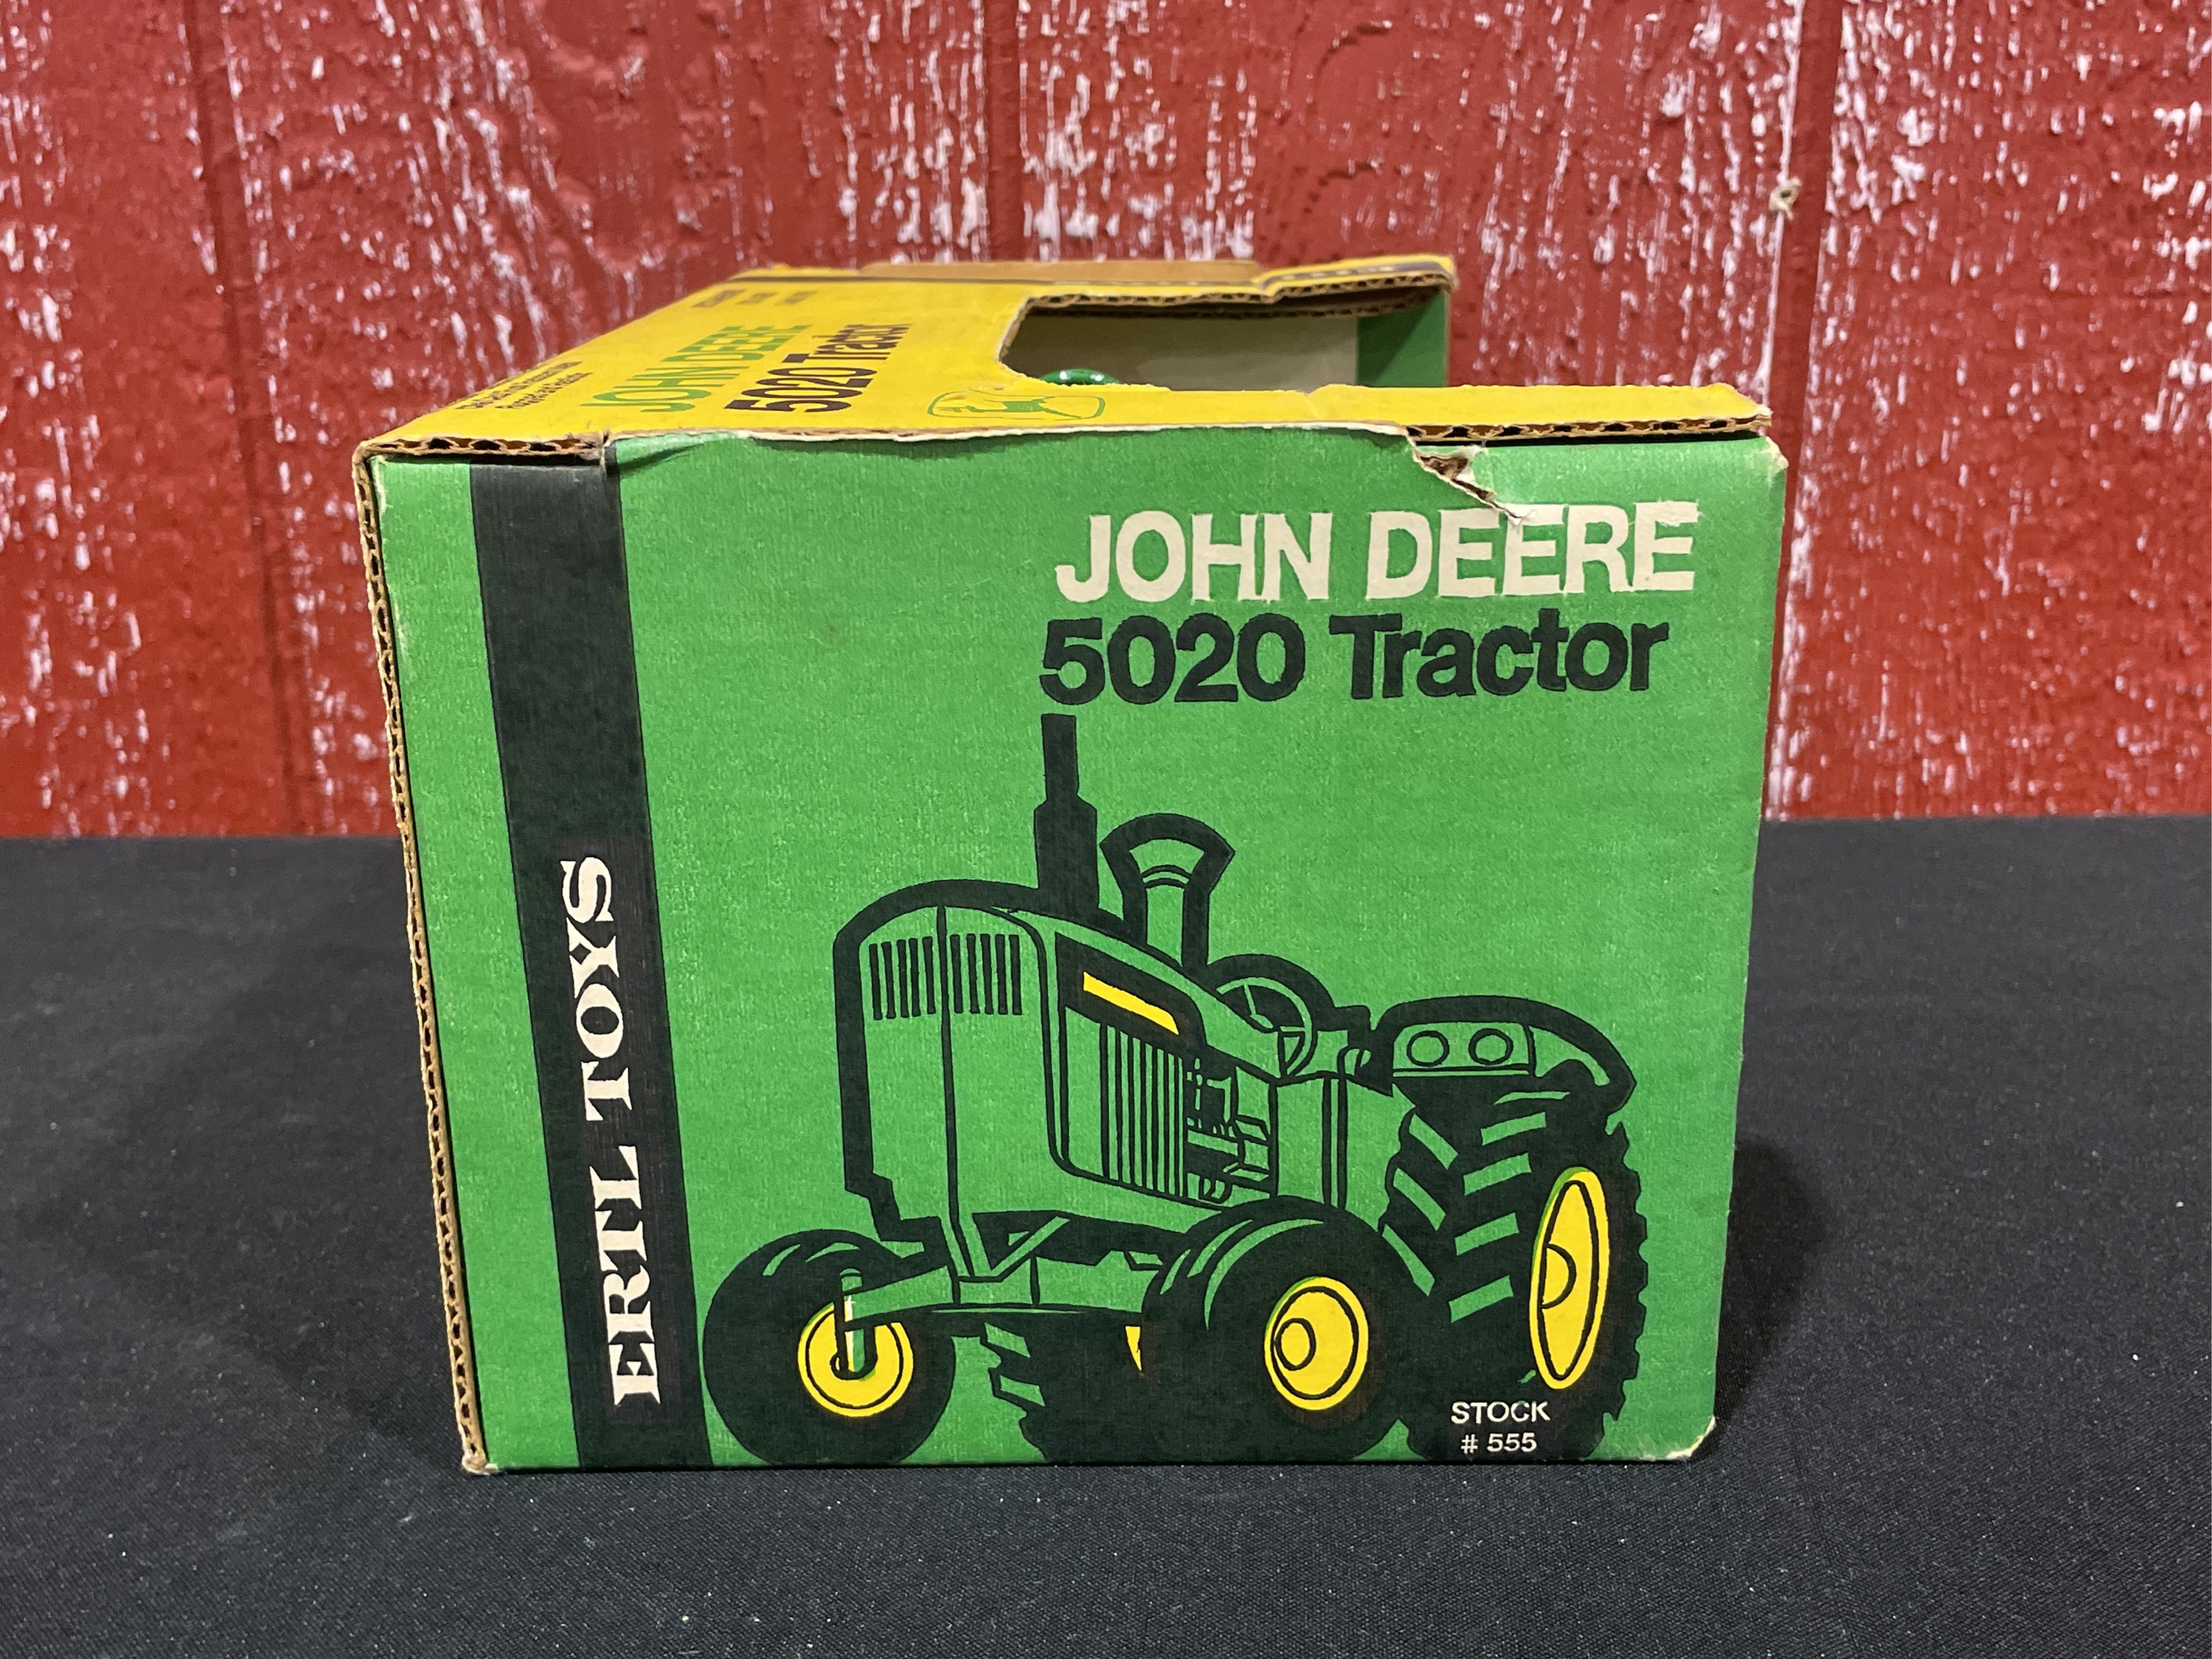 JOHN DEERE
5020 Tractor
JOHN DEERE
5020 Tractor
ERTL TOYS
STOCK
# 555